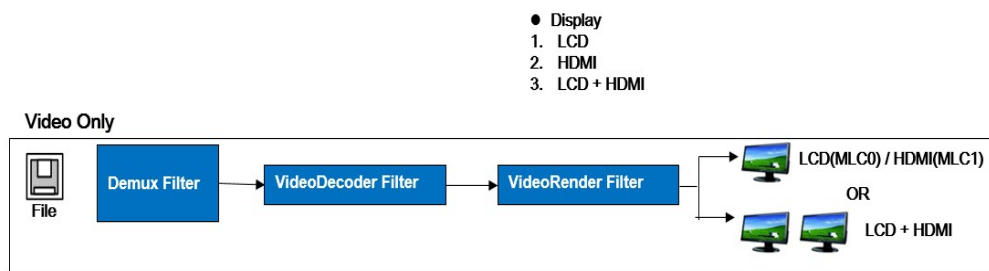 ● Display
1. LCD
2. HDMI
3. LCD + HDMI
Video Only
File
Demux Filter
VideoDecoder Filter
VideoRender Filter
LCD(MLC0) / HDMI(MLC1)
OR
LCD + HDMI